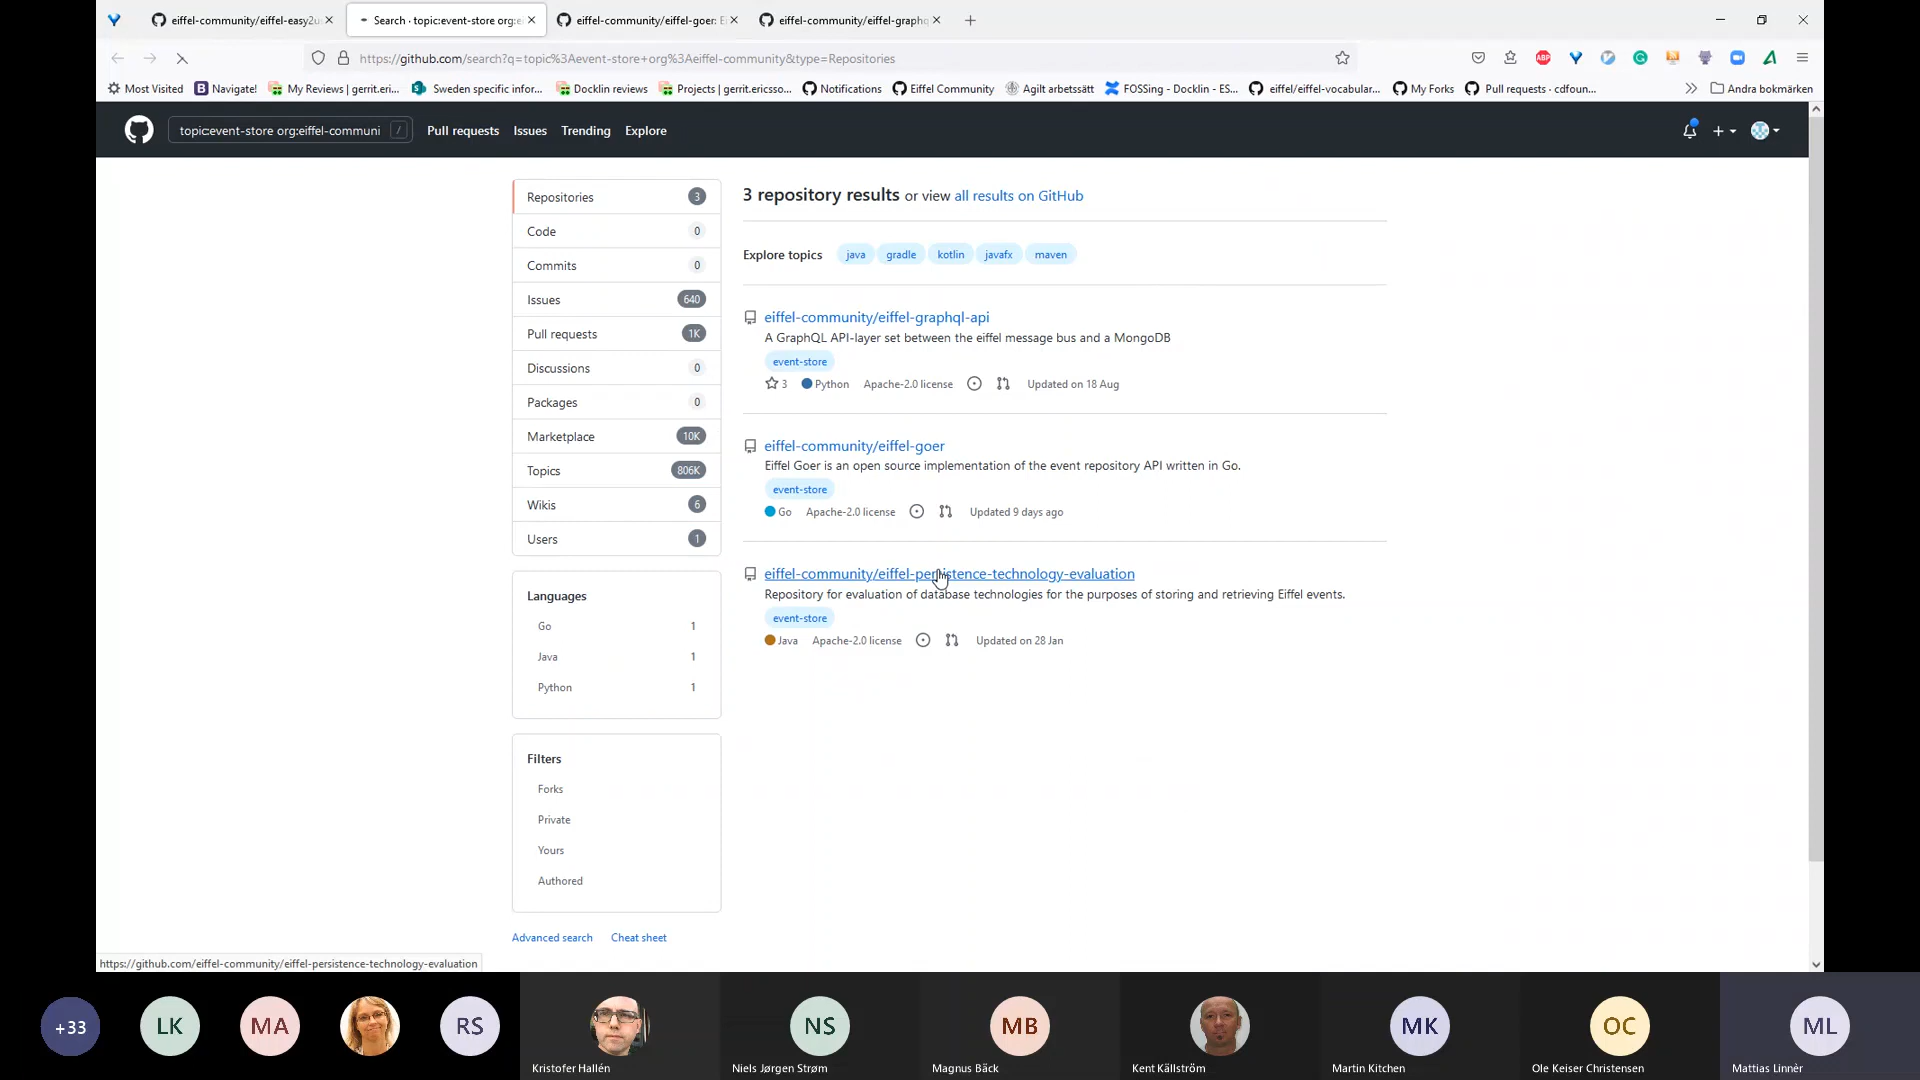 eiffel-community/eiffel-easy2u
Search · topic:event-store org:e
eiffel-community/eiffel-goer: E
eiffel-community/eiffel-graphq
https://github.com/search?q=topic%3Aevent-store+org%3Aeiffel-community&type=Repositories
Most Visited
Navigate!
My Reviews | gerrit.eri...
Sweden specific infor...
Docklin reviews
Projects | gerrit.ericsso...
Notifications
Eiffel Community
Agilt arbetssätt
FOSSing - Docklin - ES...
eiffel/eiffel-vocabular...
My Forks
Pull requests · cdfoun...
Andra bokmärken
topic:event-store org:eiffel-communi
/
Pull requests
Issues
Trending
Explore
Repositories 3
Code 0
Commits 0
Issues 640
Pull requests 1K
Discussions 0
Packages 0
Marketplace 10K
Topics 806K
Wikis 6
Users 1
Languages
Go 1
Java 1
Python 1
Filters
Forks
Private
Yours
Authored
Advanced search Cheat sheet
3 repository results or view all results on GitHub
Explore topics java gradle kotlin javafx maven
eiffel-community/eiffel-graphql-api
A GraphQL API-layer set between the eiffel message bus and a MongoDB
event-store
3 Python Apache-2.0 license Updated on 18 Aug
eiffel-community/eiffel-goer
Eiffel Goer is an open source implementation of the event repository API written in Go.
event-store
Go Apache-2.0 license Updated 9 days ago
eiffel-community/eiffel-persistence-technology-evaluation
Repository for evaluation of database technologies for the purposes of storing and retrieving Eiffel events.
event-store
Java Apache-2.0 license Updated on 28 Jan
https://github.com/eiffel-community/eiffel-persistence-technology-evaluation
+33
LK
MA
RS
NS
MB
MK
OC
ML
Kristofer Hallén
Niels Jørgen Strøm
Magnus Bäck
Kent Källström
Martin Kitchen
Ole Keiser Christensen
Mattias Linnèr